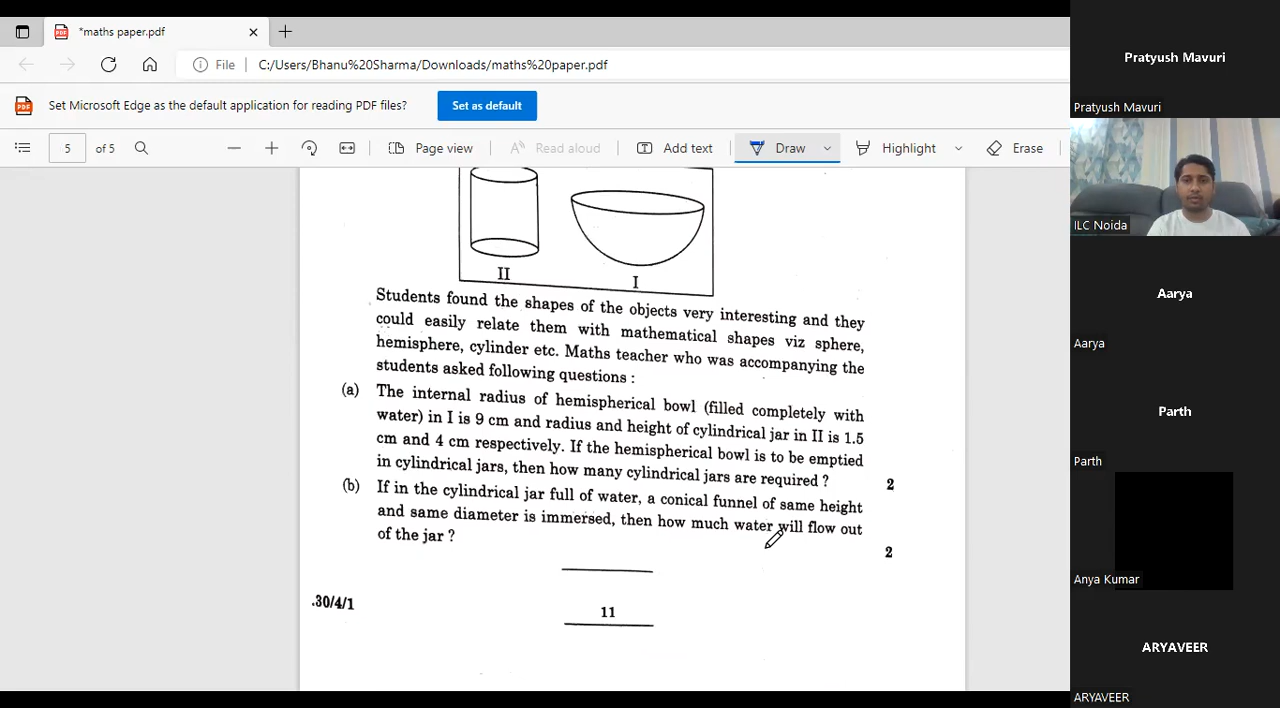 *maths paper.pdf
File C:/Users/Bhanu%20Sharma/Downloads/maths%20paper.pdf
Set Microsoft Edge as the default application for reading PDF files? Set as default
5 of 5 Page view Read aloud Add text Draw Highlight Erase
II
I
Students found the shapes of the objects very interesting and they
could easily relate them with mathematical shapes viz sphere,
hemisphere, cylinder etc. Maths teacher who was accompanying the
students asked following questions :
(a) The internal radius of hemispherical bowl (filled completely with
water) in I is 9 cm and radius and height of cylindrical jar in II is 1.5
cm and 4 cm respectively. If the hemispherical bowl is to be emptied
in cylindrical jars, then how many cylindrical jars are required ? 2
(b) If in the cylindrical jar full of water, a conical funnel of same height
and same diameter is immersed, then how much water will flow out
of the jar ? 2
.30/4/1
11
Pratyush Mavuri
Pratyush Mavuri
ILC Noida
Aarya
Aarya
Parth
Parth
Anya Kumar
ARYAVEER
ARYAVEER